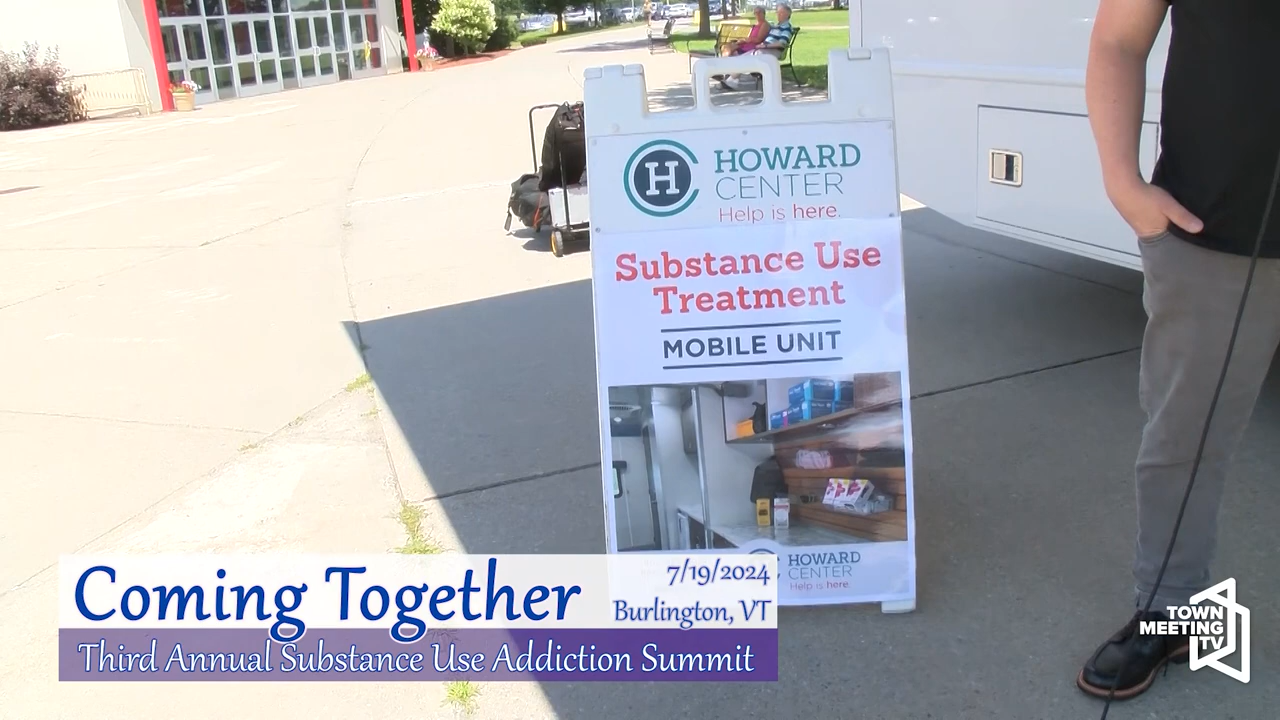 H
HOWARD
CENTER
Help is here.
Substance Use
Treatment
MOBILE UNIT
HOWARD
CENTER
Help is here.
Coming Together
7/19/2024
Burlington, VT
Third Annual Substance Use Addiction Summit
TOWN
MEETING
TV